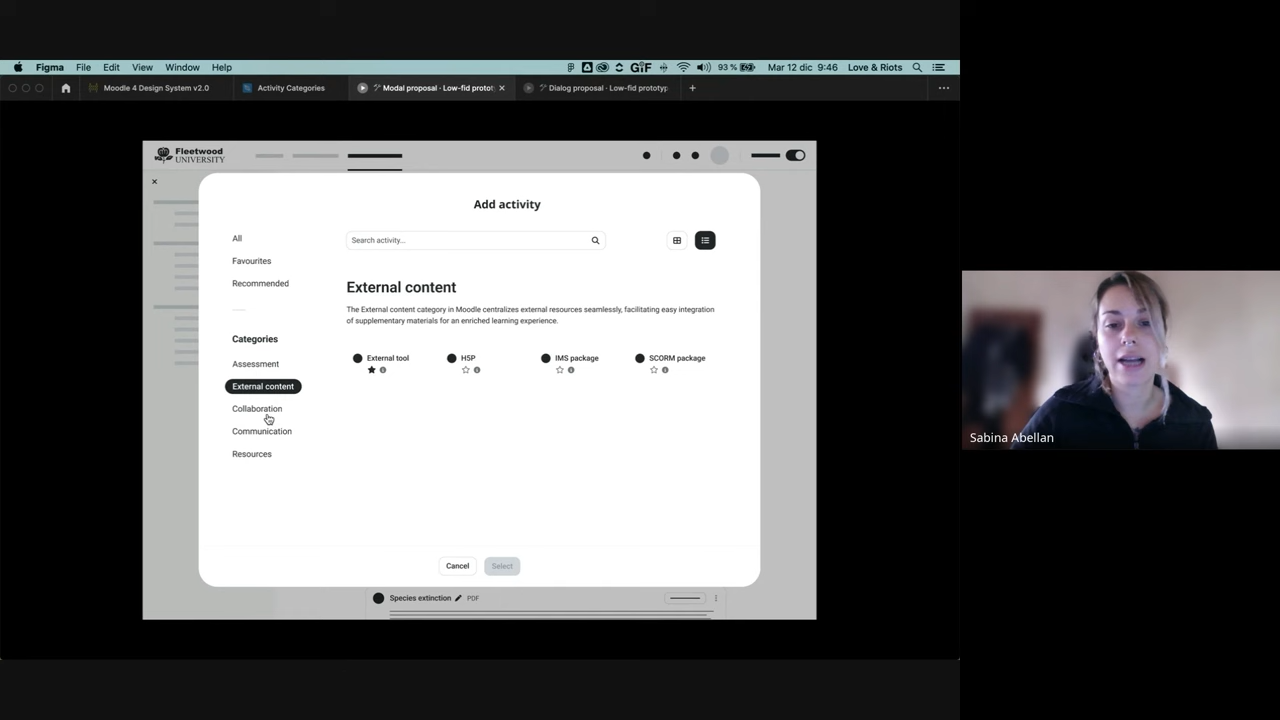 Figma File Edit View Window Help GIF 93 % Mar 12 dic 9:46 Love & Riots
Moodle 4 Design System v2.0 Activity Categories Modal proposal - Low-fid protot Dialog proposal - Low-fid prototyp
Fleetwood
UNIVERSITY
Add activity
All
Favourites
Recommended
Categories
Assessment
External content
Collaboration
Communication
Resources
Search activity...
External content
The External content category in Moodle centralizes external resources seamlessly, facilitating easy integration
of supplementary materials for an enriched learning experience.
External tool H5P IMS package SCORM package
Cancel Select
Species extinction PDF
Sabina Abellan